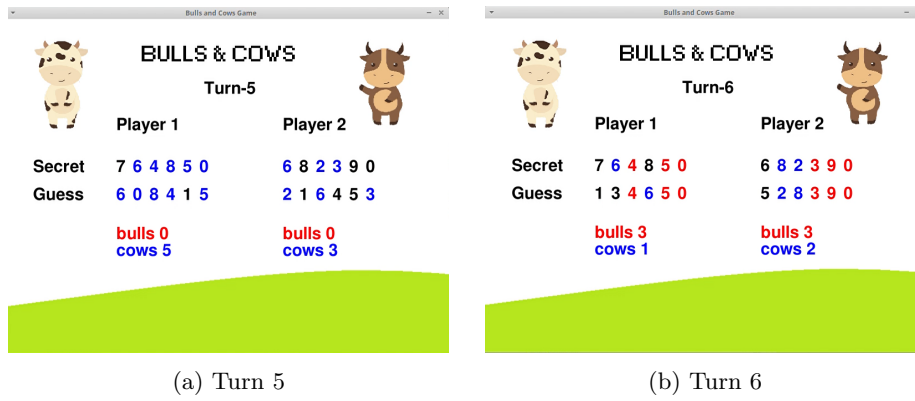 Bulls and Cows Game
BULLS & COWS
Turn-5
Player 1 Player 2
Secret 7 6 4 8 5 0 6 8 2 3 9 0
Guess 6 0 8 4 1 5 2 1 6 4 5 3
bulls 0 bulls 0
cows 5 cows 3
(a) Turn 5
Bulls and Cows Game
BULLS & COWS
Turn-6
Player 1 Player 2
Secret 7 6 4 8 5 0 6 8 2 3 9 0
Guess 1 3 4 6 5 0 5 2 8 3 9 0
bulls 3 bulls 3
cows 1 cows 2
(b) Turn 6